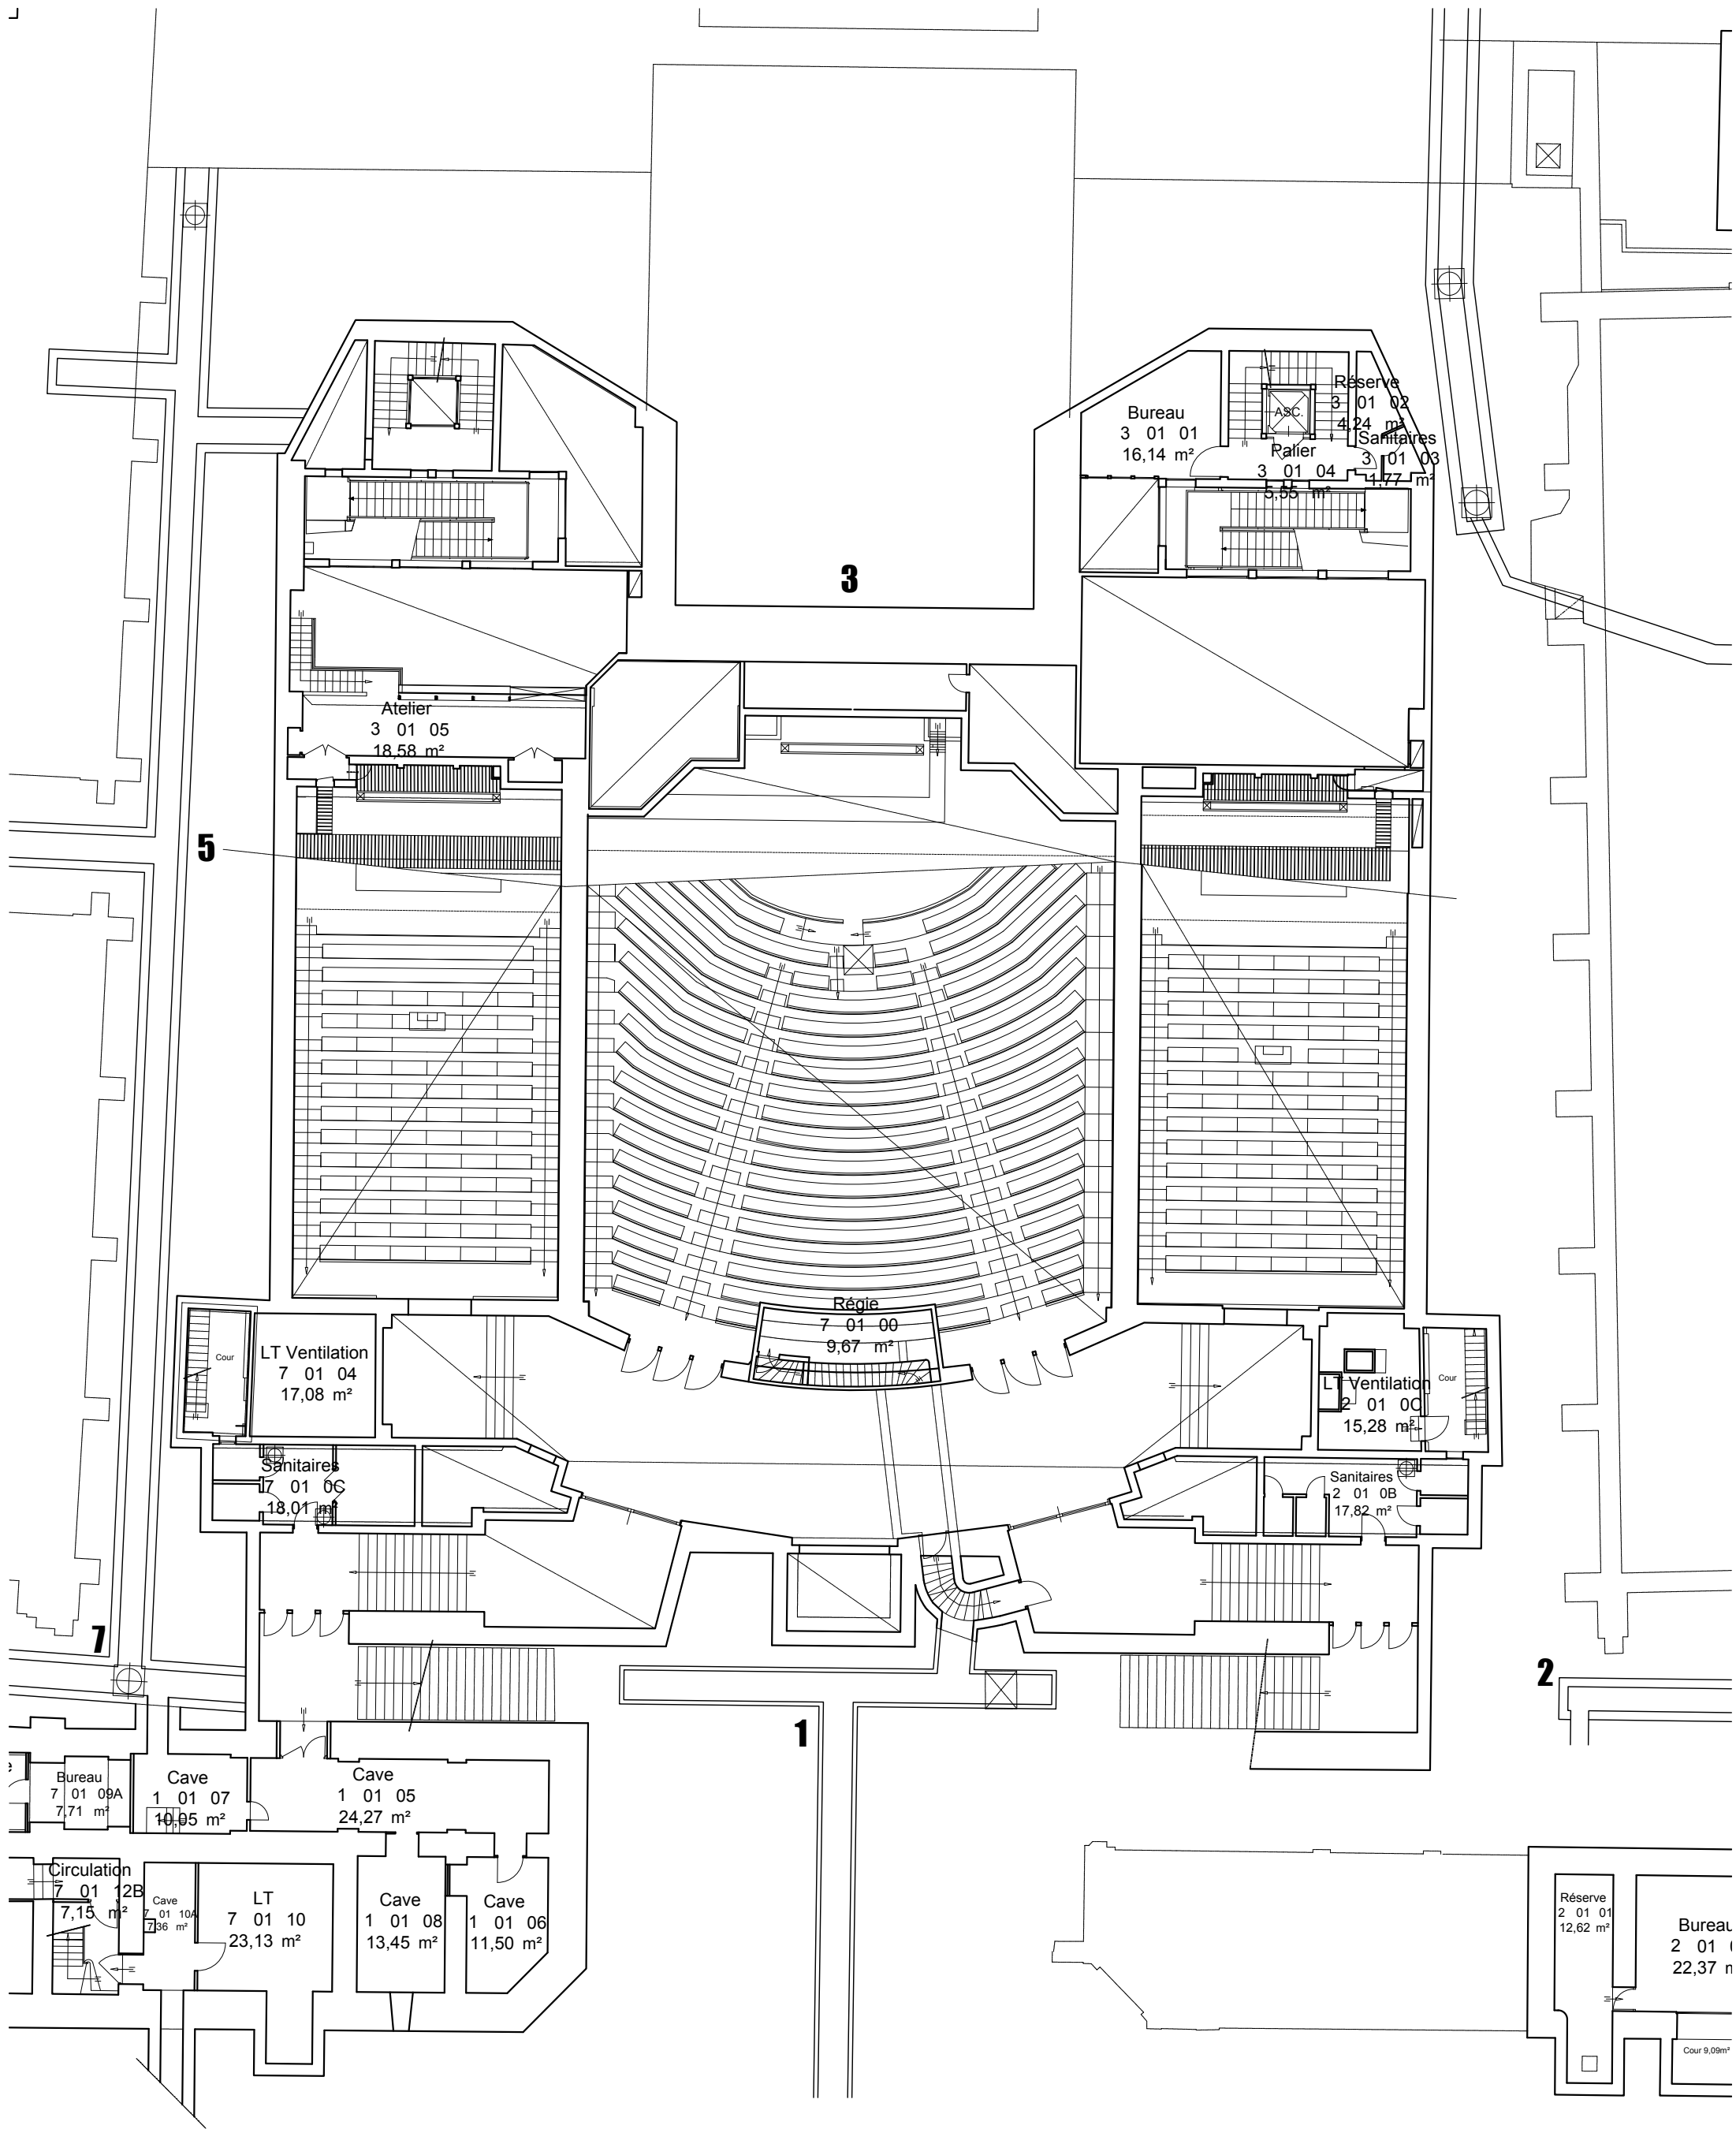 Réserve
3 01 02
4,24 m²
Bureau
3 01 01
16,14 m²
ASC.
Sanitaires
3 01 03
1,77 m²
Palier
3 01 04
5,55 m²
3
Atelier
3 01 05
18,58 m²
5
Régie
7 01 00
9,67 m²
Cour
LT Ventilation
7 01 04
17,08 m²
LT Ventilation
2 01 0C
15,28 m²
Cour
Sanitaires
7 01 0C
18,01 m²
Sanitaires
2 01 0B
17,82 m²
7
2
1
Bureau
7 01 09A
7,71 m²
Cave
1 01 07
10,05 m²
Cave
1 01 05
24,27 m²
Circulation
7 01 12B
7,15 m²
Cave
7 01 10A
7,36 m²
LT
7 01 10
23,13 m²
Cave
1 01 08
13,45 m²
Cave
1 01 06
11,50 m²
Réserve
2 01 01
12,62 m²
Bureau
2 01
22,37 m
Cour 9,09m²